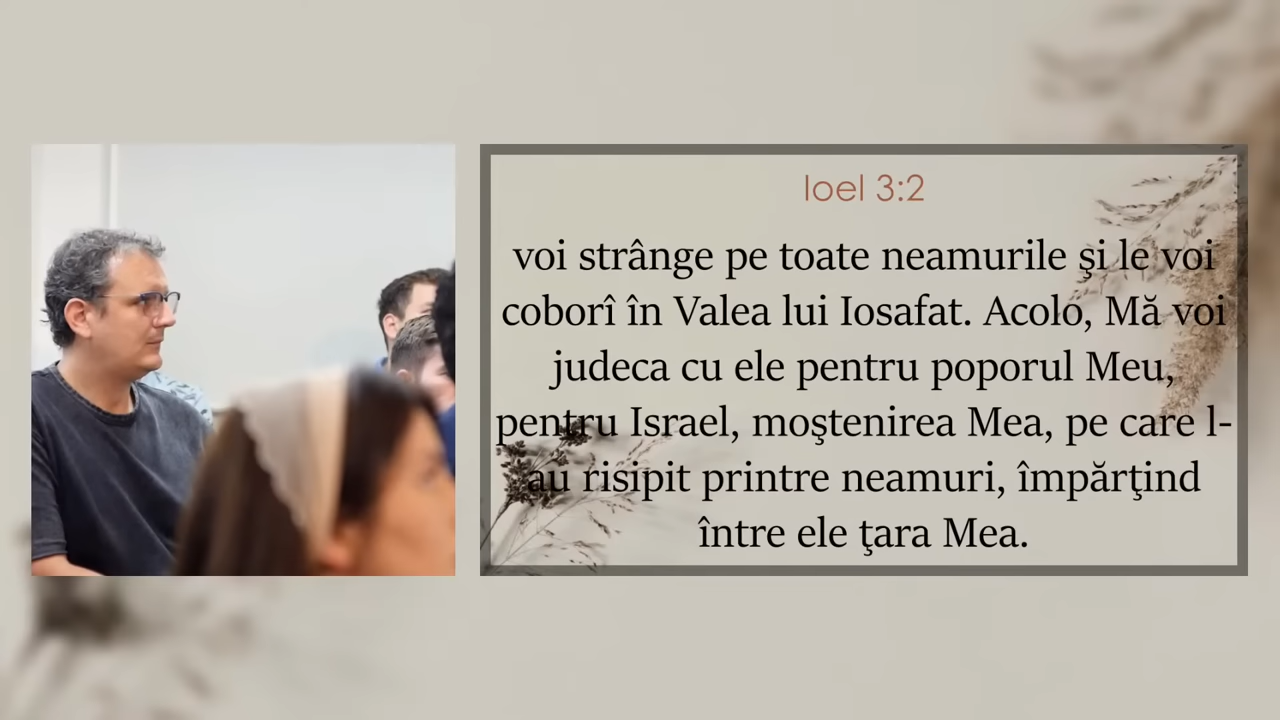 Ioel 3:2
voi strânge pe toate neamurile şi le voi
coborî în Valea lui Iosafat. Acolo, Mă voi
judeca cu ele pentru poporul Meu,
pentru Israel, moştenirea Mea, pe care l-
au risipit printre neamuri, împărţind
între ele ţara Mea.